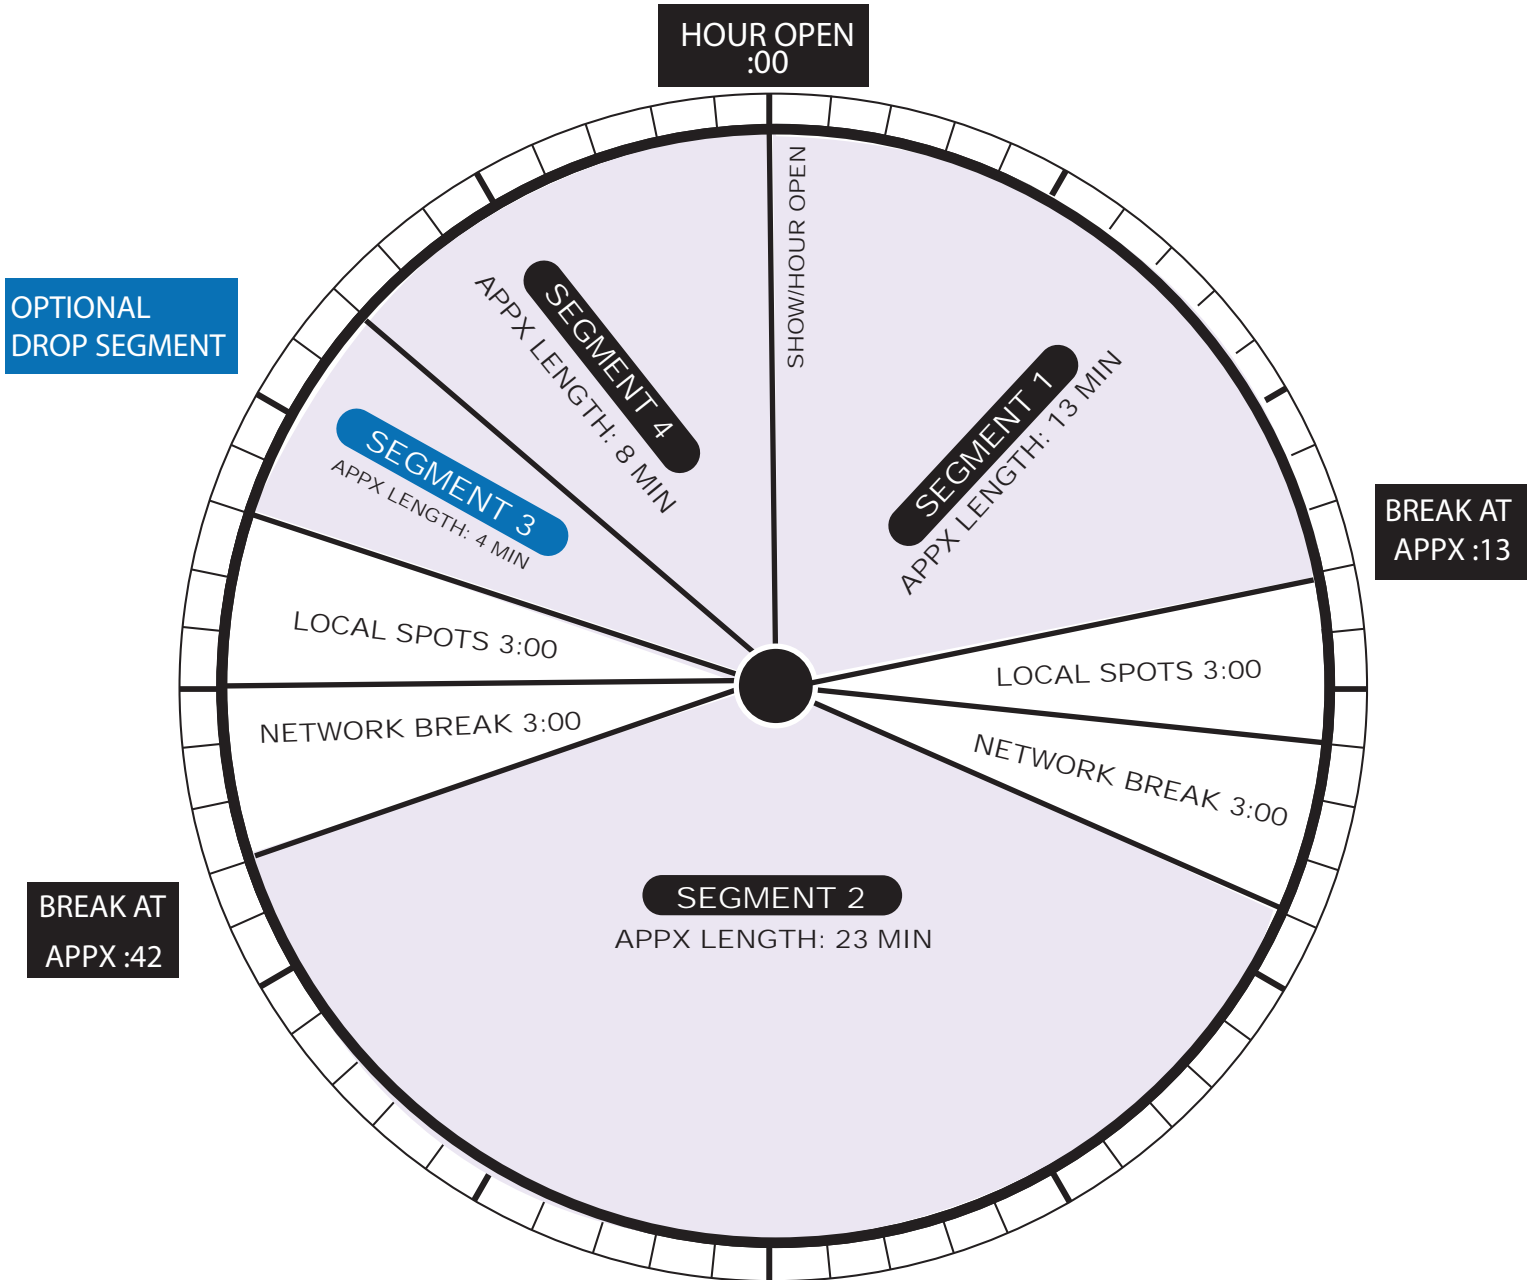 HOUR OPEN
:00
SHOW/HOUR OPEN
SEGMENT 1
APPX LENGTH: 13 MIN
BREAK AT
APPX :13
LOCAL SPOTS 3:00
NETWORK BREAK 3:00
SEGMENT 2
APPX LENGTH: 23 MIN
BREAK AT
APPX :42
NETWORK BREAK 3:00
LOCAL SPOTS 3:00
SEGMENT 3
APPX LENGTH: 4 MIN
OPTIONAL
DROP SEGMENT
SEGMENT 4
APPX LENGTH: 8 MIN